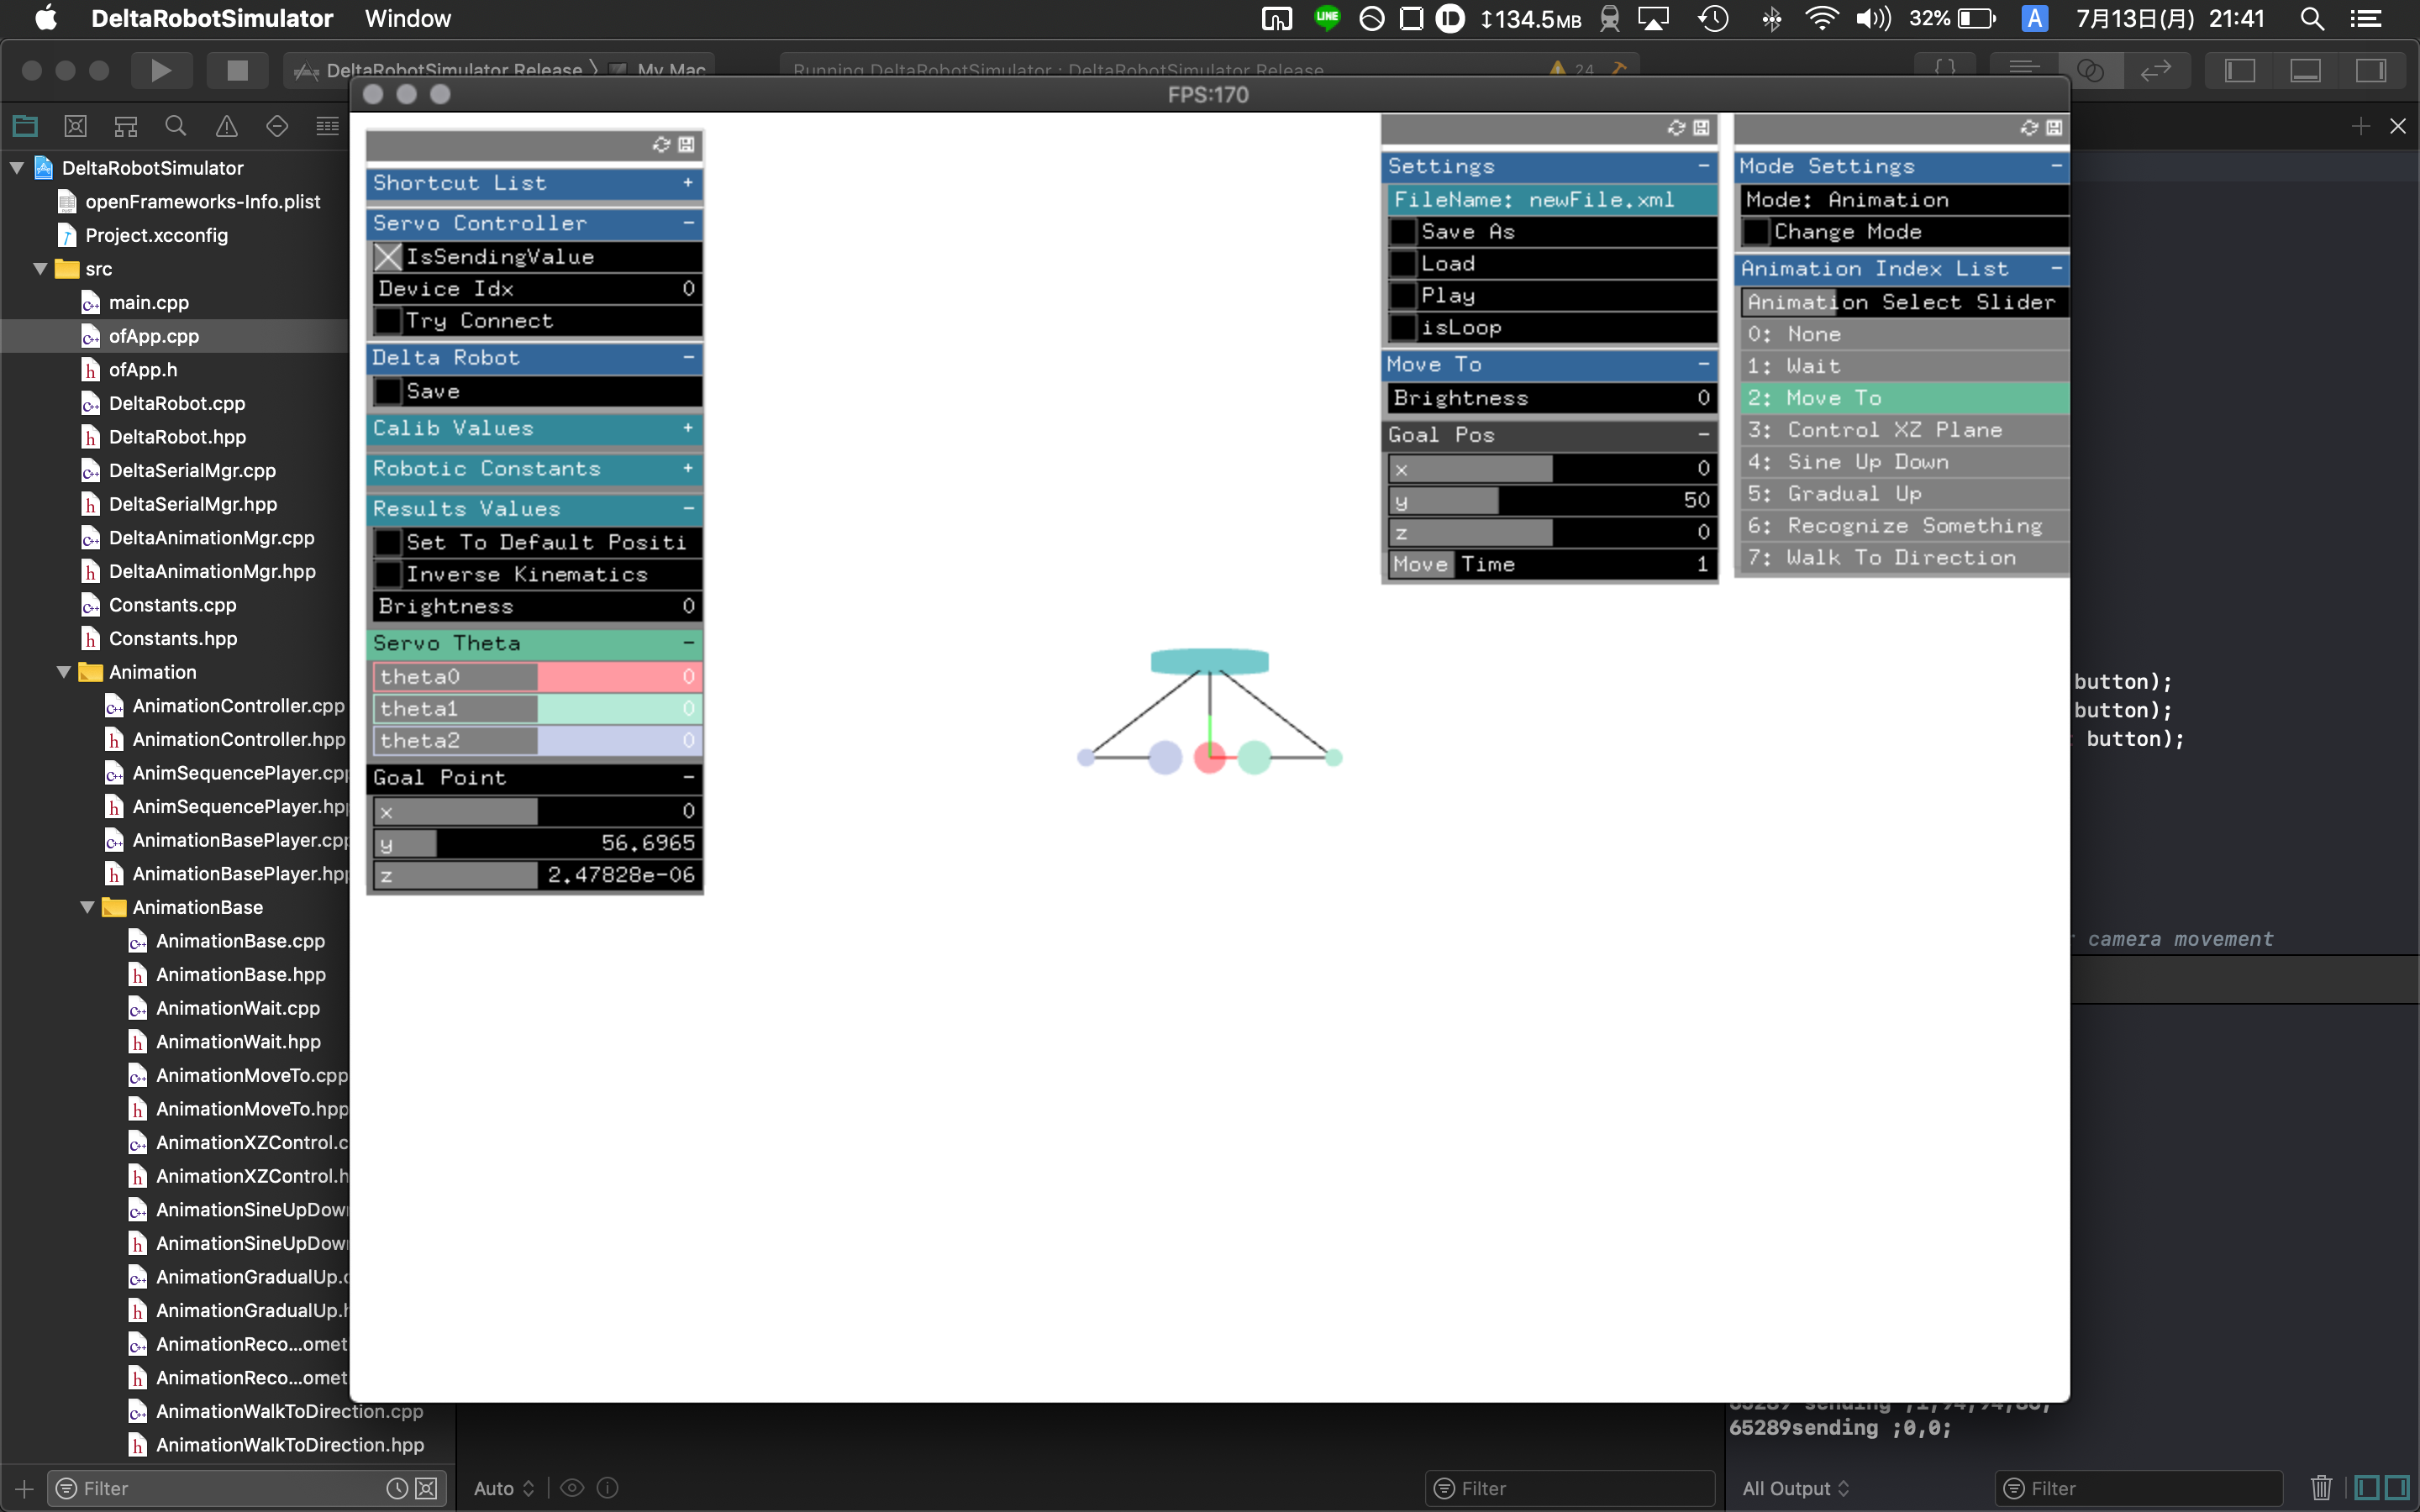 DeltaRobotSimulator Window
LINE
↕134.5MB
32%
A
7月13日(月) 21:41
DeltaRobotSimulator Release 〉 My Mac
Running DeltaRobotSimulator : DeltaRobotSimulator Release
24
FPS:170
DeltaRobotSimulator
openFrameworks-Info.plist
Project.xcconfig
src
main.cpp
ofApp.cpp
ofApp.h
DeltaRobot.cpp
DeltaRobot.hpp
DeltaSerialMgr.cpp
DeltaSerialMgr.hpp
DeltaAnimationMgr.cpp
DeltaAnimationMgr.hpp
Constants.cpp
Constants.hpp
Animation
AnimationController.cpp
AnimationController.hpp
AnimSequencePlayer.cpp
AnimSequencePlayer.hpp
AnimationBasePlayer.cpp
AnimationBasePlayer.hpp
AnimationBase
AnimationBase.cpp
AnimationBase.hpp
AnimationWait.cpp
AnimationWait.hpp
AnimationMoveTo.cpp
AnimationMoveTo.hpp
AnimationXZControl.c
AnimationXZControl.h
AnimationSineUpDow
AnimationSineUpDow
AnimationGradualUp.c
AnimationGradualUp.h
AnimationReco...omet
AnimationReco...omet
AnimationWalkToDirection.cpp
AnimationWalkToDirection.hpp
Filter
Shortcut List +
Servo Controller -
IsSendingValue
Device Idx 0
Try Connect
Delta Robot -
Save
Calib Values +
Robotic Constants +
Results Values -
Set To Default Positi
Inverse Kinematics
Brightness 0
Servo Theta -
theta0 0
theta1 0
theta2 0
Goal Point -
x 0
y 56.6965
z 2.47828e-06
Settings -
FileName: newFile.xml
Save As
Load
Play
isLoop
Move To -
Brightness 0
Goal Pos -
x 0
y 50
z 0
Move Time 1
Mode Settings -
Mode: Animation
Change Mode
Animation Index List -
Animation Select Slider
0: None
1: Wait
2: Move To
3: Control XZ Plane
4: Sine Up Down
5: Gradual Up
6: Recognize Something
7: Walk To Direction
button);
button);
button);
camera movement
65289sending ;0,0;
Auto
Filter
All Output
Filter